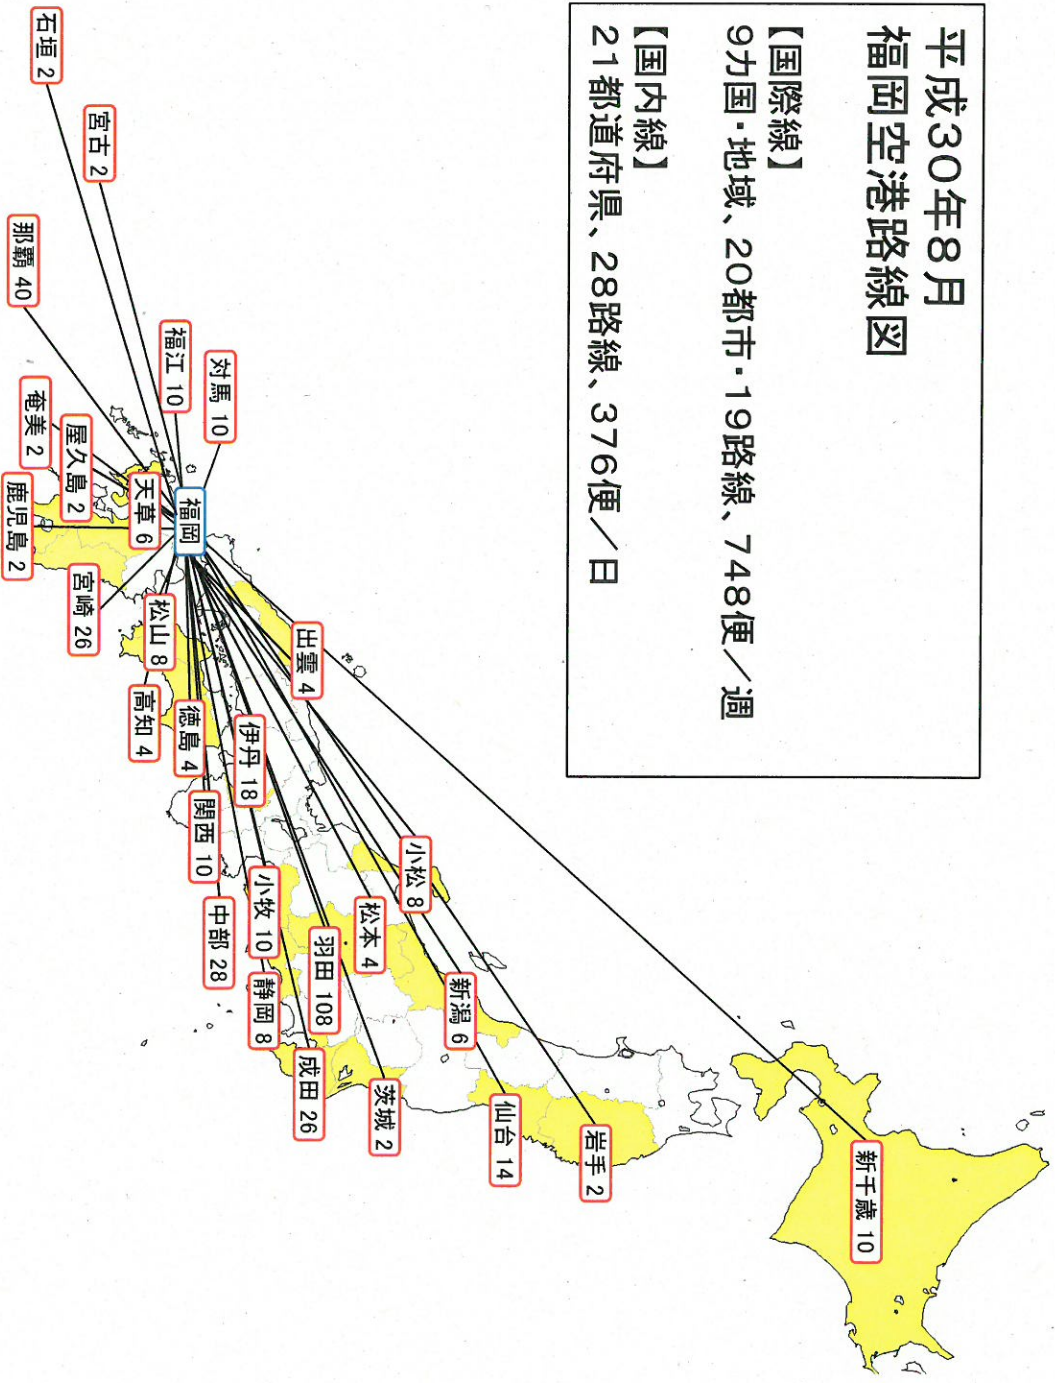 平成30年8月
福岡空港路線図
【国際線】
9カ国・地域、20都市・19路線、748便／週
【国内線】
21都道府県、28路線、376便／日
新千歳 10
岩手 2
仙台 14
新潟 6
茨城 2
小松 8
松本 4
成田 26
羽田 108
静岡 8
小牧 10
中部 28
出雲 4
伊丹 18
関西 10
徳島 4
高知 4
松山 8
対馬 10
福岡
福江 10
天草 6
宮崎 26
宮古 2
屋久島 2
石垣 2
那覇 40
奄美 2
鹿児島 2